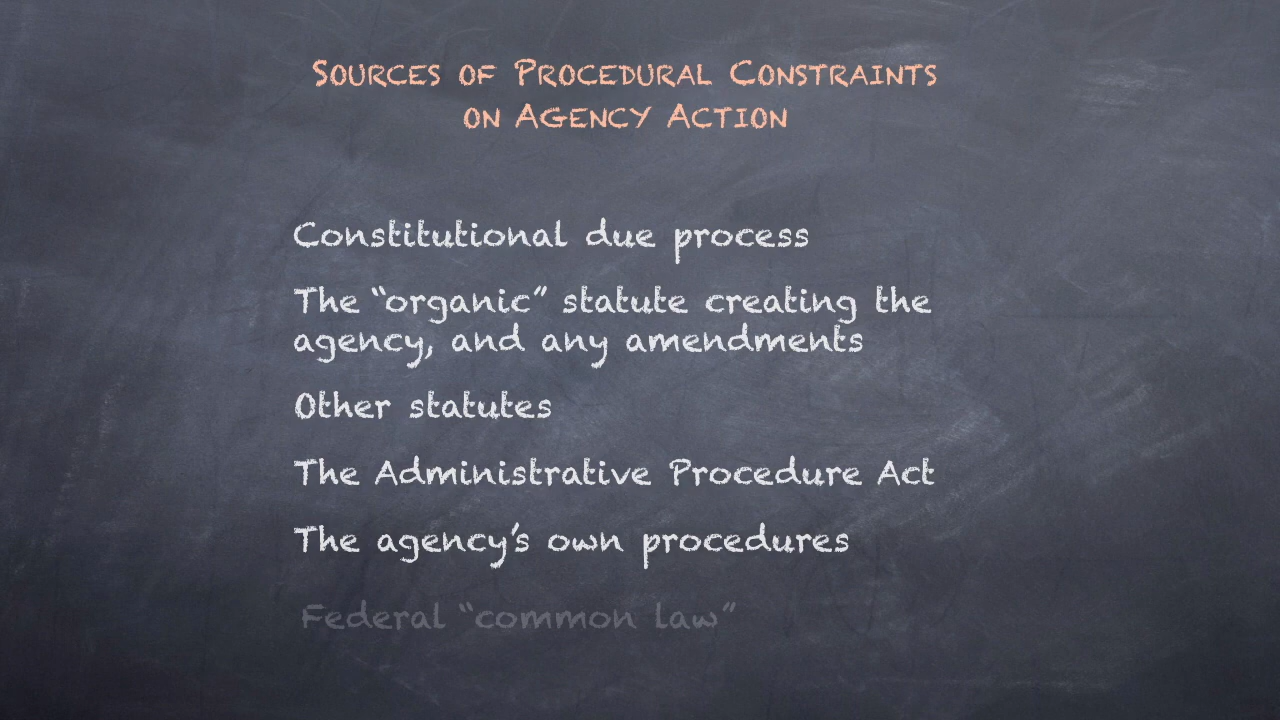 Sources of Procedural Constraints
on Agency Action
Constitutional due process
The “organic” statute creating the
agency, and any amendments
Other statutes
The Administrative Procedure Act
The agency’s own procedures
Federal “common law”